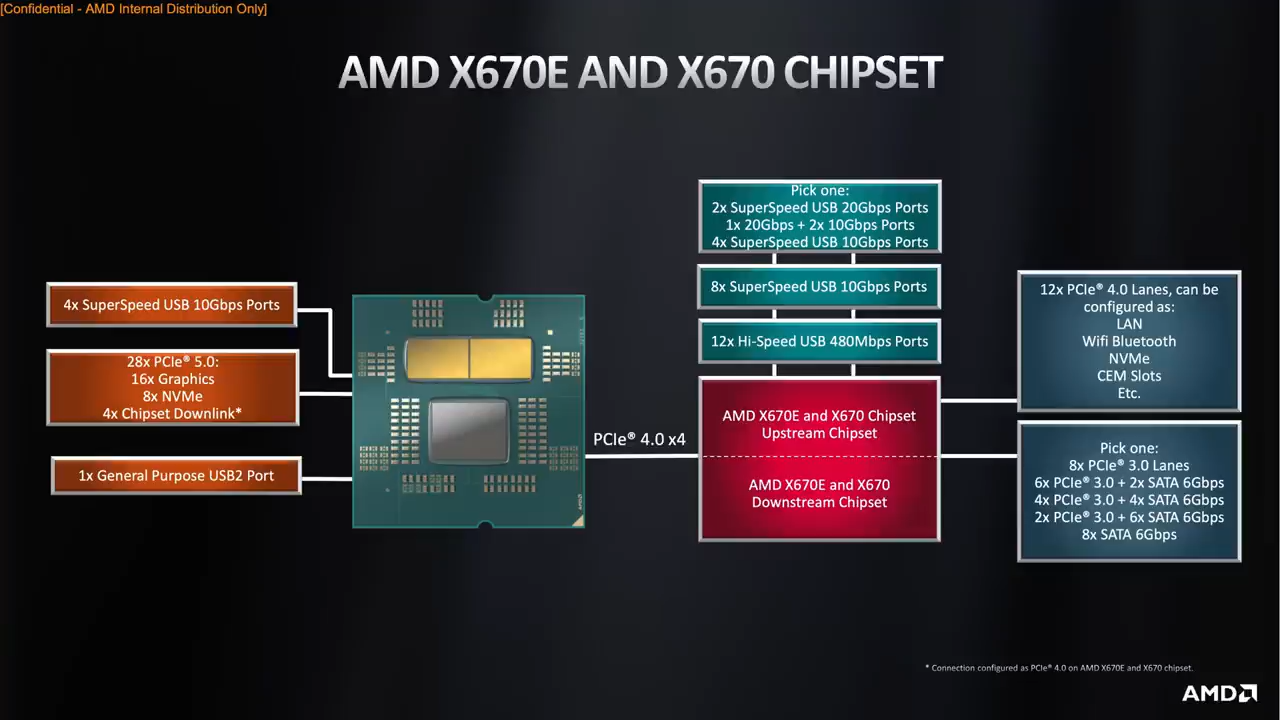 [Confidential - AMD Internal Distribution Only]
AMD X670E AND X670 CHIPSET
4x SuperSpeed USB 10Gbps Ports
28x PCIe® 5.0:
16x Graphics
8x NVMe
4x Chipset Downlink*
1x General Purpose USB2 Port
PCIe® 4.0 x4
Pick one:
2x SuperSpeed USB 20Gbps Ports
1x 20Gbps + 2x 10Gbps Ports
4x SuperSpeed USB 10Gbps Ports
8x SuperSpeed USB 10Gbps Ports
12x Hi-Speed USB 480Mbps Ports
AMD X670E and X670 Chipset
Upstream Chipset
AMD X670E and X670
Downstream Chipset
12x PCIe® 4.0 Lanes, can be
configured as:
LAN
Wifi Bluetooth
NVMe
CEM Slots
Etc.
Pick one:
8x PCIe® 3.0 Lanes
6x PCIe® 3.0 + 2x SATA 6Gbps
4x PCIe® 3.0 + 4x SATA 6Gbps
2x PCIe® 3.0 + 6x SATA 6Gbps
8x SATA 6Gbps
* Connection configured as PCIe® 4.0 on AMD X670E and X670 chipset.
AMD